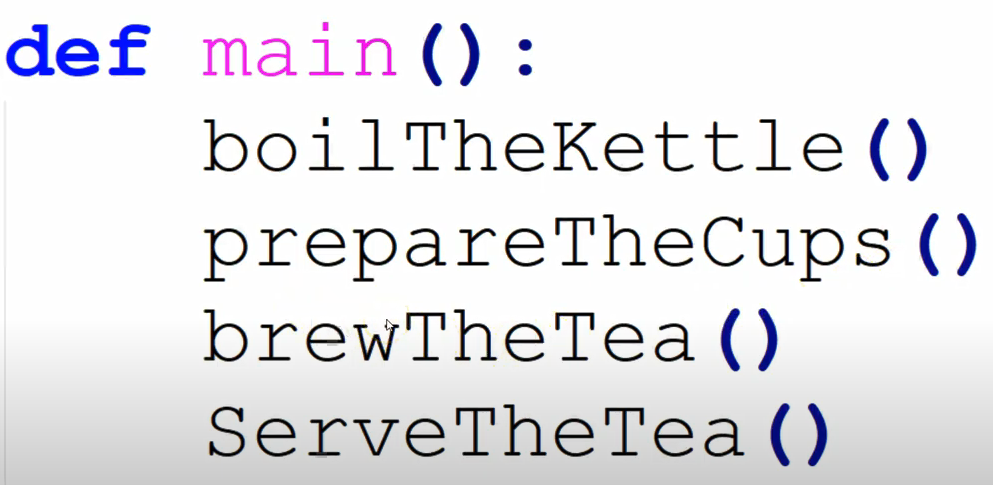 def main():
boilTheKettle()
prepareTheCups()
brewTheTea()
ServeTheTea()